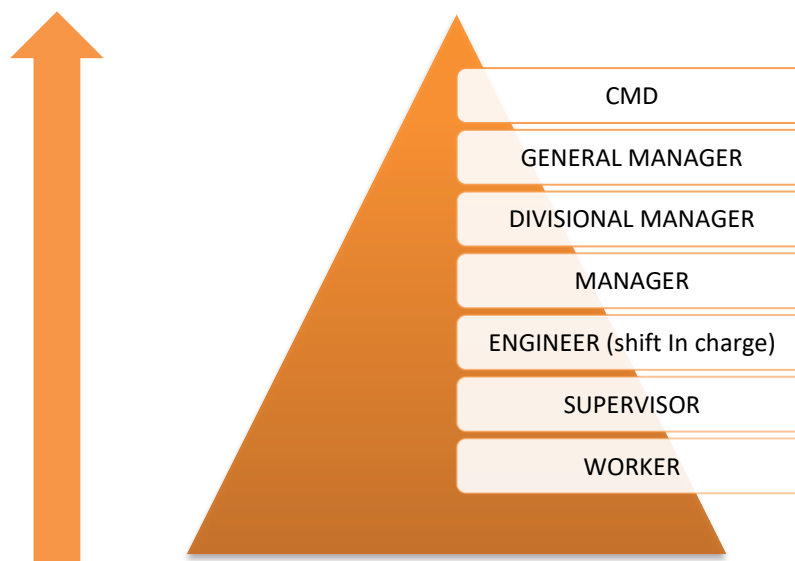 CMD
GENERAL MANAGER
DIVISIONAL MANAGER
MANAGER
ENGINEER (shift In charge)
SUPERVISOR
WORKER